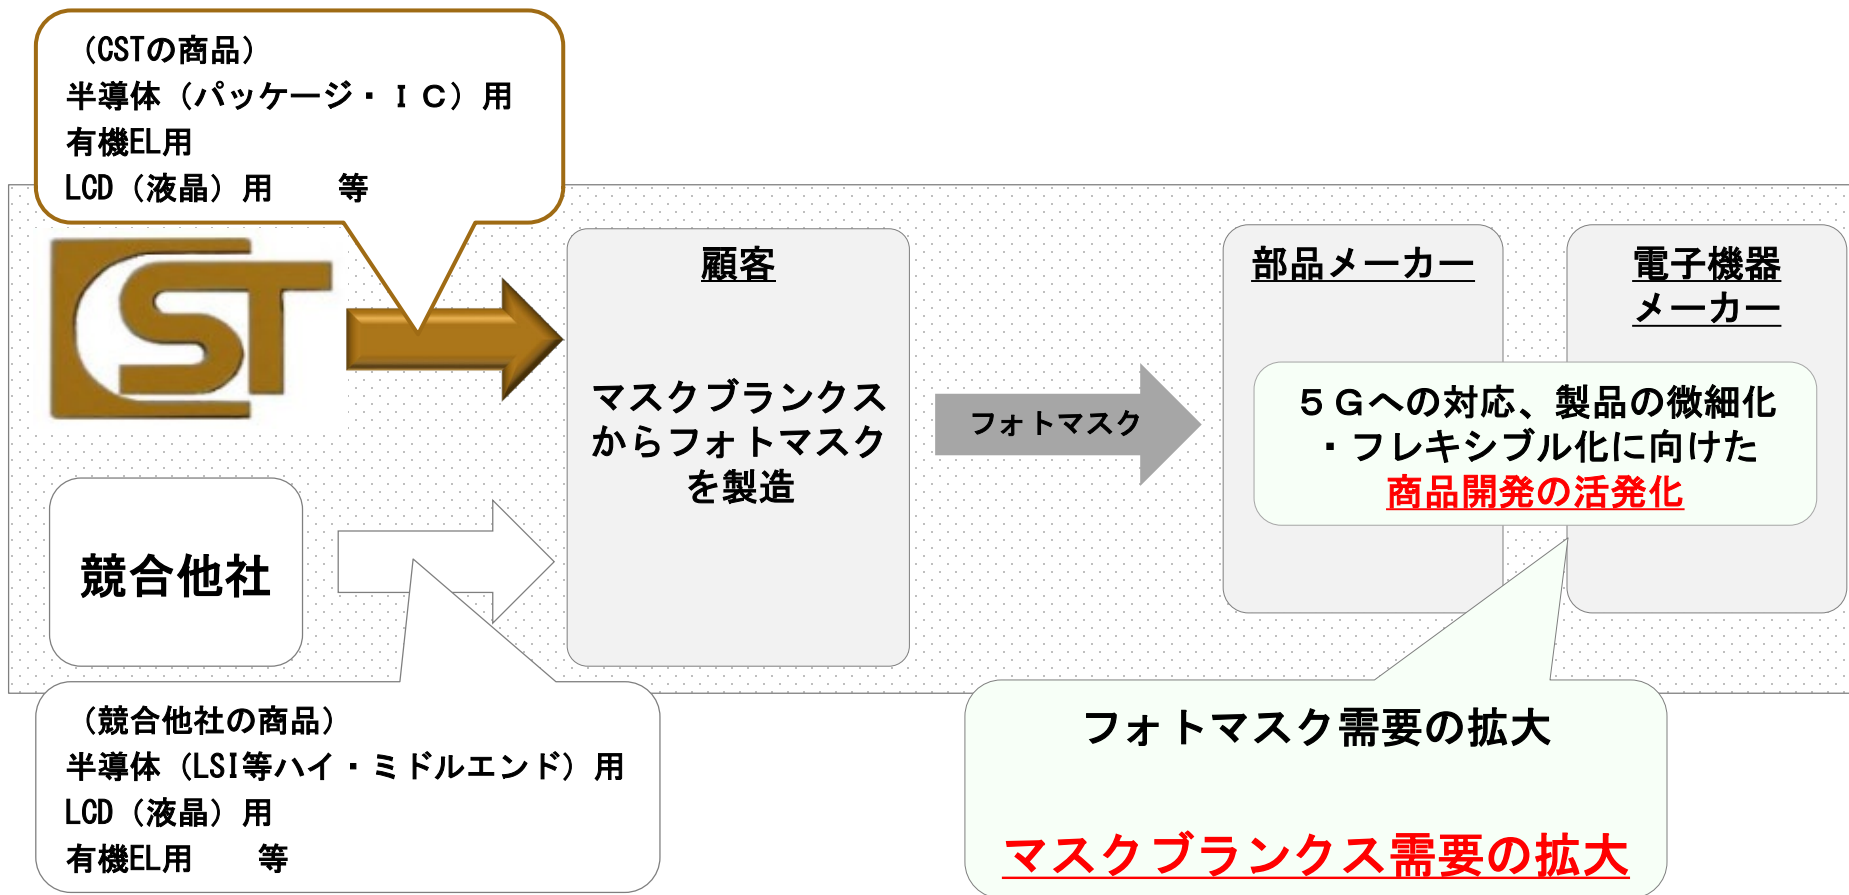 （CSTの商品）
半導体（パッケージ・ＩＣ）用
有機EL用
LCD（液晶）用　　等
CST
顧客
マスクブランクス
からフォトマスク
を製造
フォトマスク
部品メーカー
電子機器
メーカー
５Ｇへの対応、製品の微細化
・フレキシブル化に向けた
商品開発の活発化
競合他社
（競合他社の商品）
半導体（LSI等ハイ・ミドルエンド）用
LCD（液晶）用
有機EL用　　等
フォトマスク需要の拡大
マスクブランクス需要の拡大